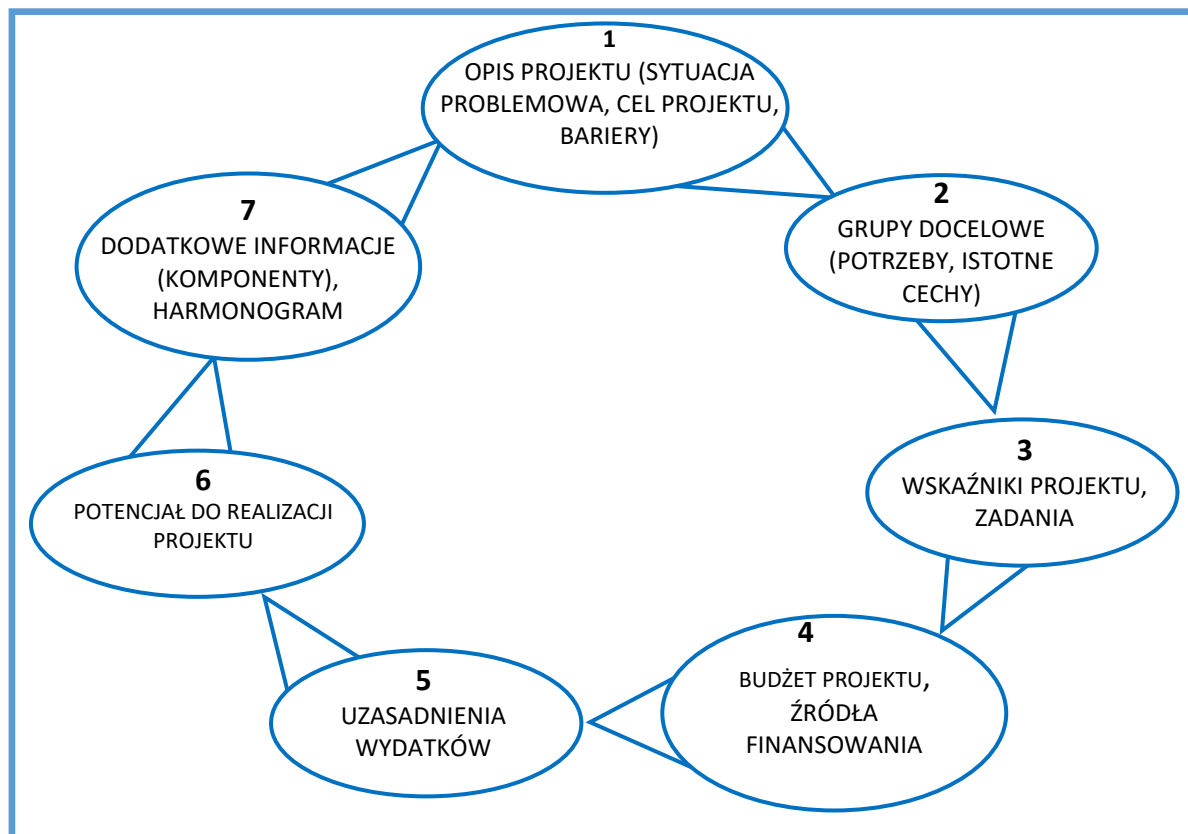 1
OPIS PROJEKTU (SYTUACJA
PROBLEMOWA, CEL PROJEKTU,
BARIERY)
2
GRUPY DOCELOWE
(POTRZEBY, ISTOTNE
CECHY)
3
WSKAŹNIKI PROJEKTU,
ZADANIA
4
BUDŻET PROJEKTU,
ŹRÓDŁA
FINANSOWANIA
5
UZASADNIENIA
WYDATKÓW
6
POTENCJAŁ DO REALIZACJI
PROJEKTU
7
DODATKOWE INFORMACJE
(KOMPONENTY),
HARMONOGRAM